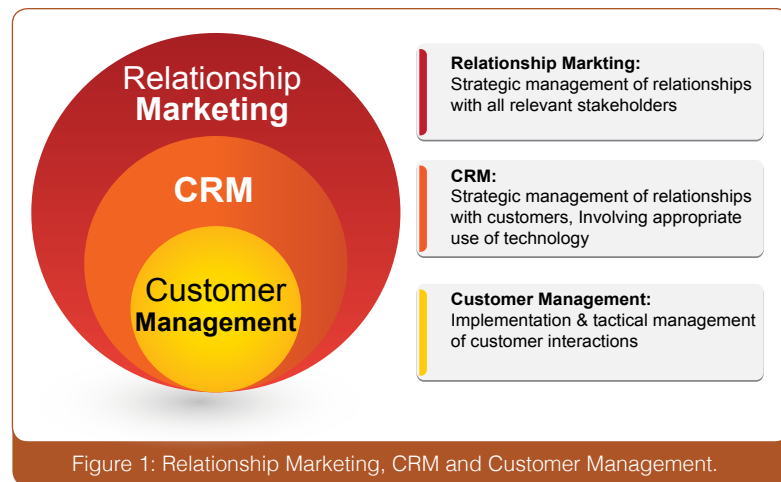 Relationship
Marketing
CRM
Customer
Management
Relationship Markting:
Strategic management of relationships
with all relevant stakeholders
CRM:
Strategic management of relationships
with customers, Involving appropriate
use of technology
Customer Management:
Implementation & tactical management
of customer interactions
Figure 1: Relationship Marketing, CRM and Customer Management.